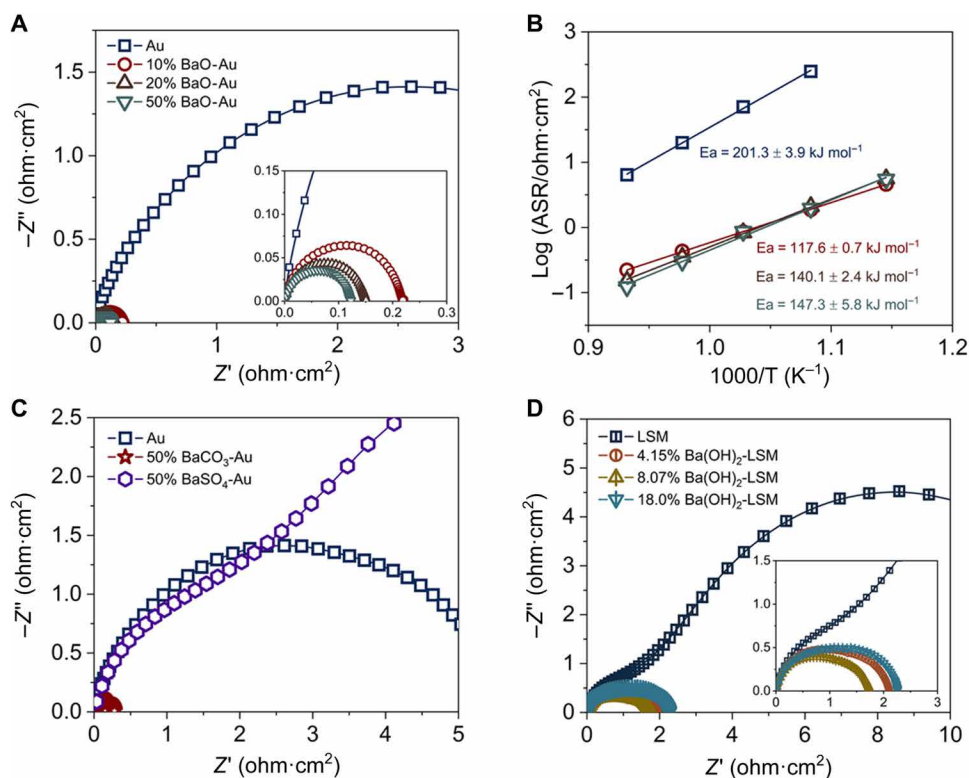 A
Au
10% BaO-Au
20% BaO-Au
50% BaO-Au
−Z" (ohm·cm²)
1.5
1.0
0.5
0.0
0.15
0.10
0.05
0.00
0.0 0.1 0.2 0.3
0 1 2 3
Z' (ohm·cm²)
B
Log (ASR/ohm·cm²)
3
2
1
0
−1
Ea = 201.3 ± 3.9 kJ mol⁻¹
Ea = 117.6 ± 0.7 kJ mol⁻¹
Ea = 140.1 ± 2.4 kJ mol⁻¹
Ea = 147.3 ± 5.8 kJ mol⁻¹
0.9 1.0 1.1 1.2
1000/T (K⁻¹)
C
Au
50% BaCO₃-Au
50% BaSO₄-Au
−Z" (ohm·cm²)
2.5
2.0
1.5
1.0
0.5
0.0
0 1 2 3 4 5
Z' (ohm·cm²)
D
LSM
4.15% Ba(OH)₂-LSM
8.07% Ba(OH)₂-LSM
18.0% Ba(OH)₂-LSM
−Z" (ohm·cm²)
6
5
4
3
2
1
0
1.5
1.0
0.5
0.0
0 1 2 3
0 2 4 6 8 10
Z' (ohm·cm²)